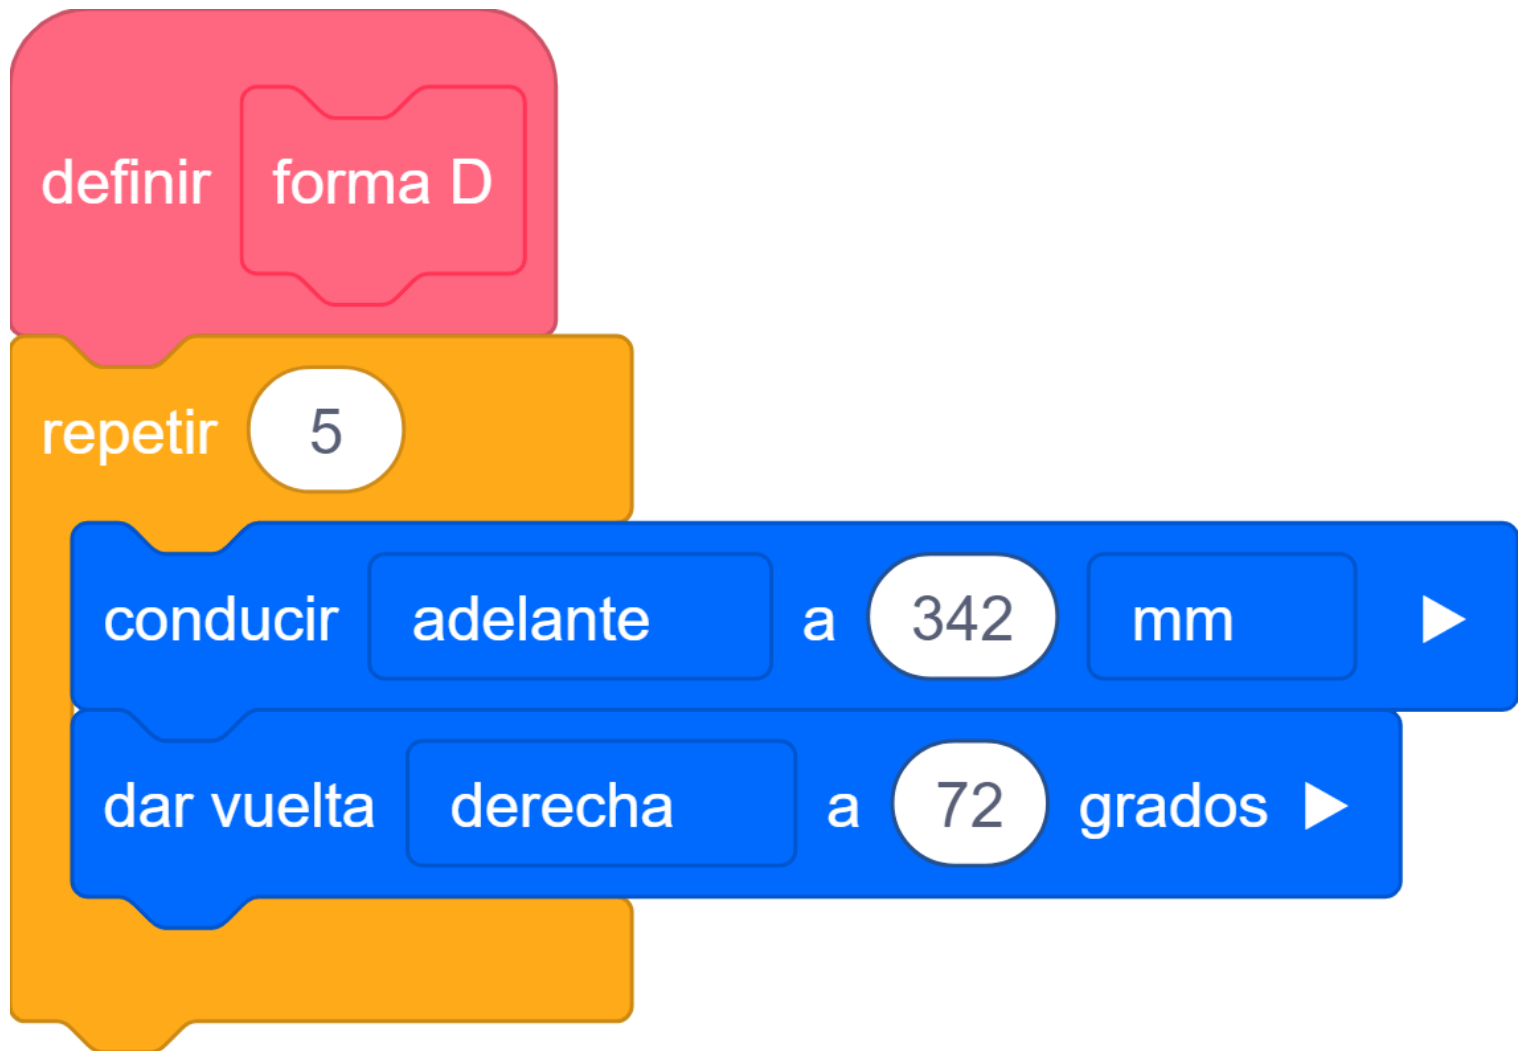 definir forma D
repetir 5
conducir adelante a 342 mm
dar vuelta derecha a 72 grados